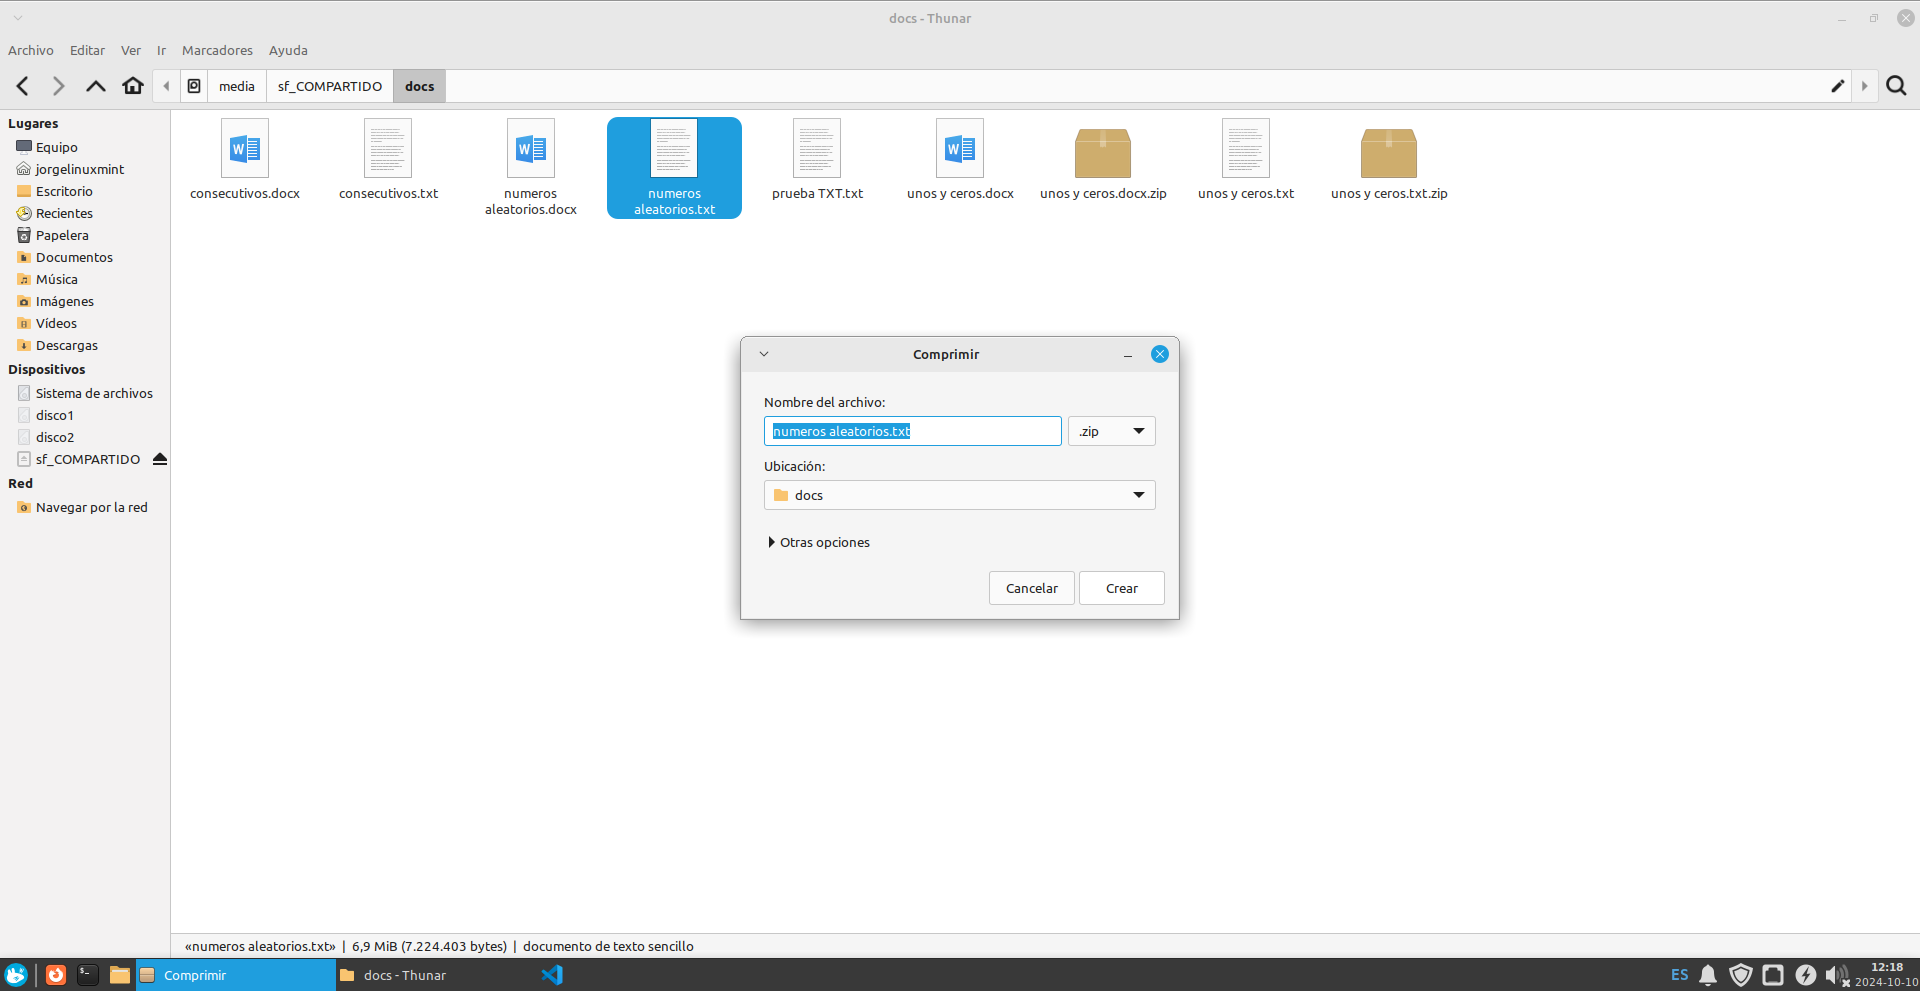 docs - Thunar
Archivo Editar Ver Ir Marcadores Ayuda
media sf_COMPARTIDO docs
Lugares
Equipo
jorgelinuxmint
Escritorio
Recientes
Papelera
Documentos
Música
Imágenes
Vídeos
Descargas
Dispositivos
Sistema de archivos
disco1
disco2
sf_COMPARTIDO
Red
Navegar por la red
consecutivos.docx
consecutivos.txt
numeros
aleatorios.docx
numeros
aleatorios.txt
prueba TXT.txt
unos y ceros.docx
unos y ceros.docx.zip
unos y ceros.txt
unos y ceros.txt.zip
Comprimir
Nombre del archivo:
numeros aleatorios.txt .zip
Ubicación:
docs
Otras opciones
Cancelar Crear
«numeros aleatorios.txt» | 6,9 MiB (7.224.403 bytes) | documento de texto sencillo
Comprimir docs - Thunar ES
12:18
2024-10-10